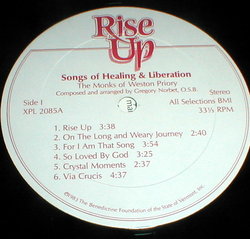 Rise
Up
Songs of Healing & Liberation
The Monks of Weston Priory
Composed and arranged by Gregory Norbet, O.S.B.
Side I
Stereo
XPL 2085A
All Selections BMI
33⅓ RPM
1. Rise Up 3:38
2. On The Long and Weary Journey 2:40
3. For I Am That Song 3:54
4. So Loved By God 3:25
5. Crystal Moments 2:36
6. Via Crucis 4:37
©1981 The Benedictine Foundation of the State of Vermont, Inc.